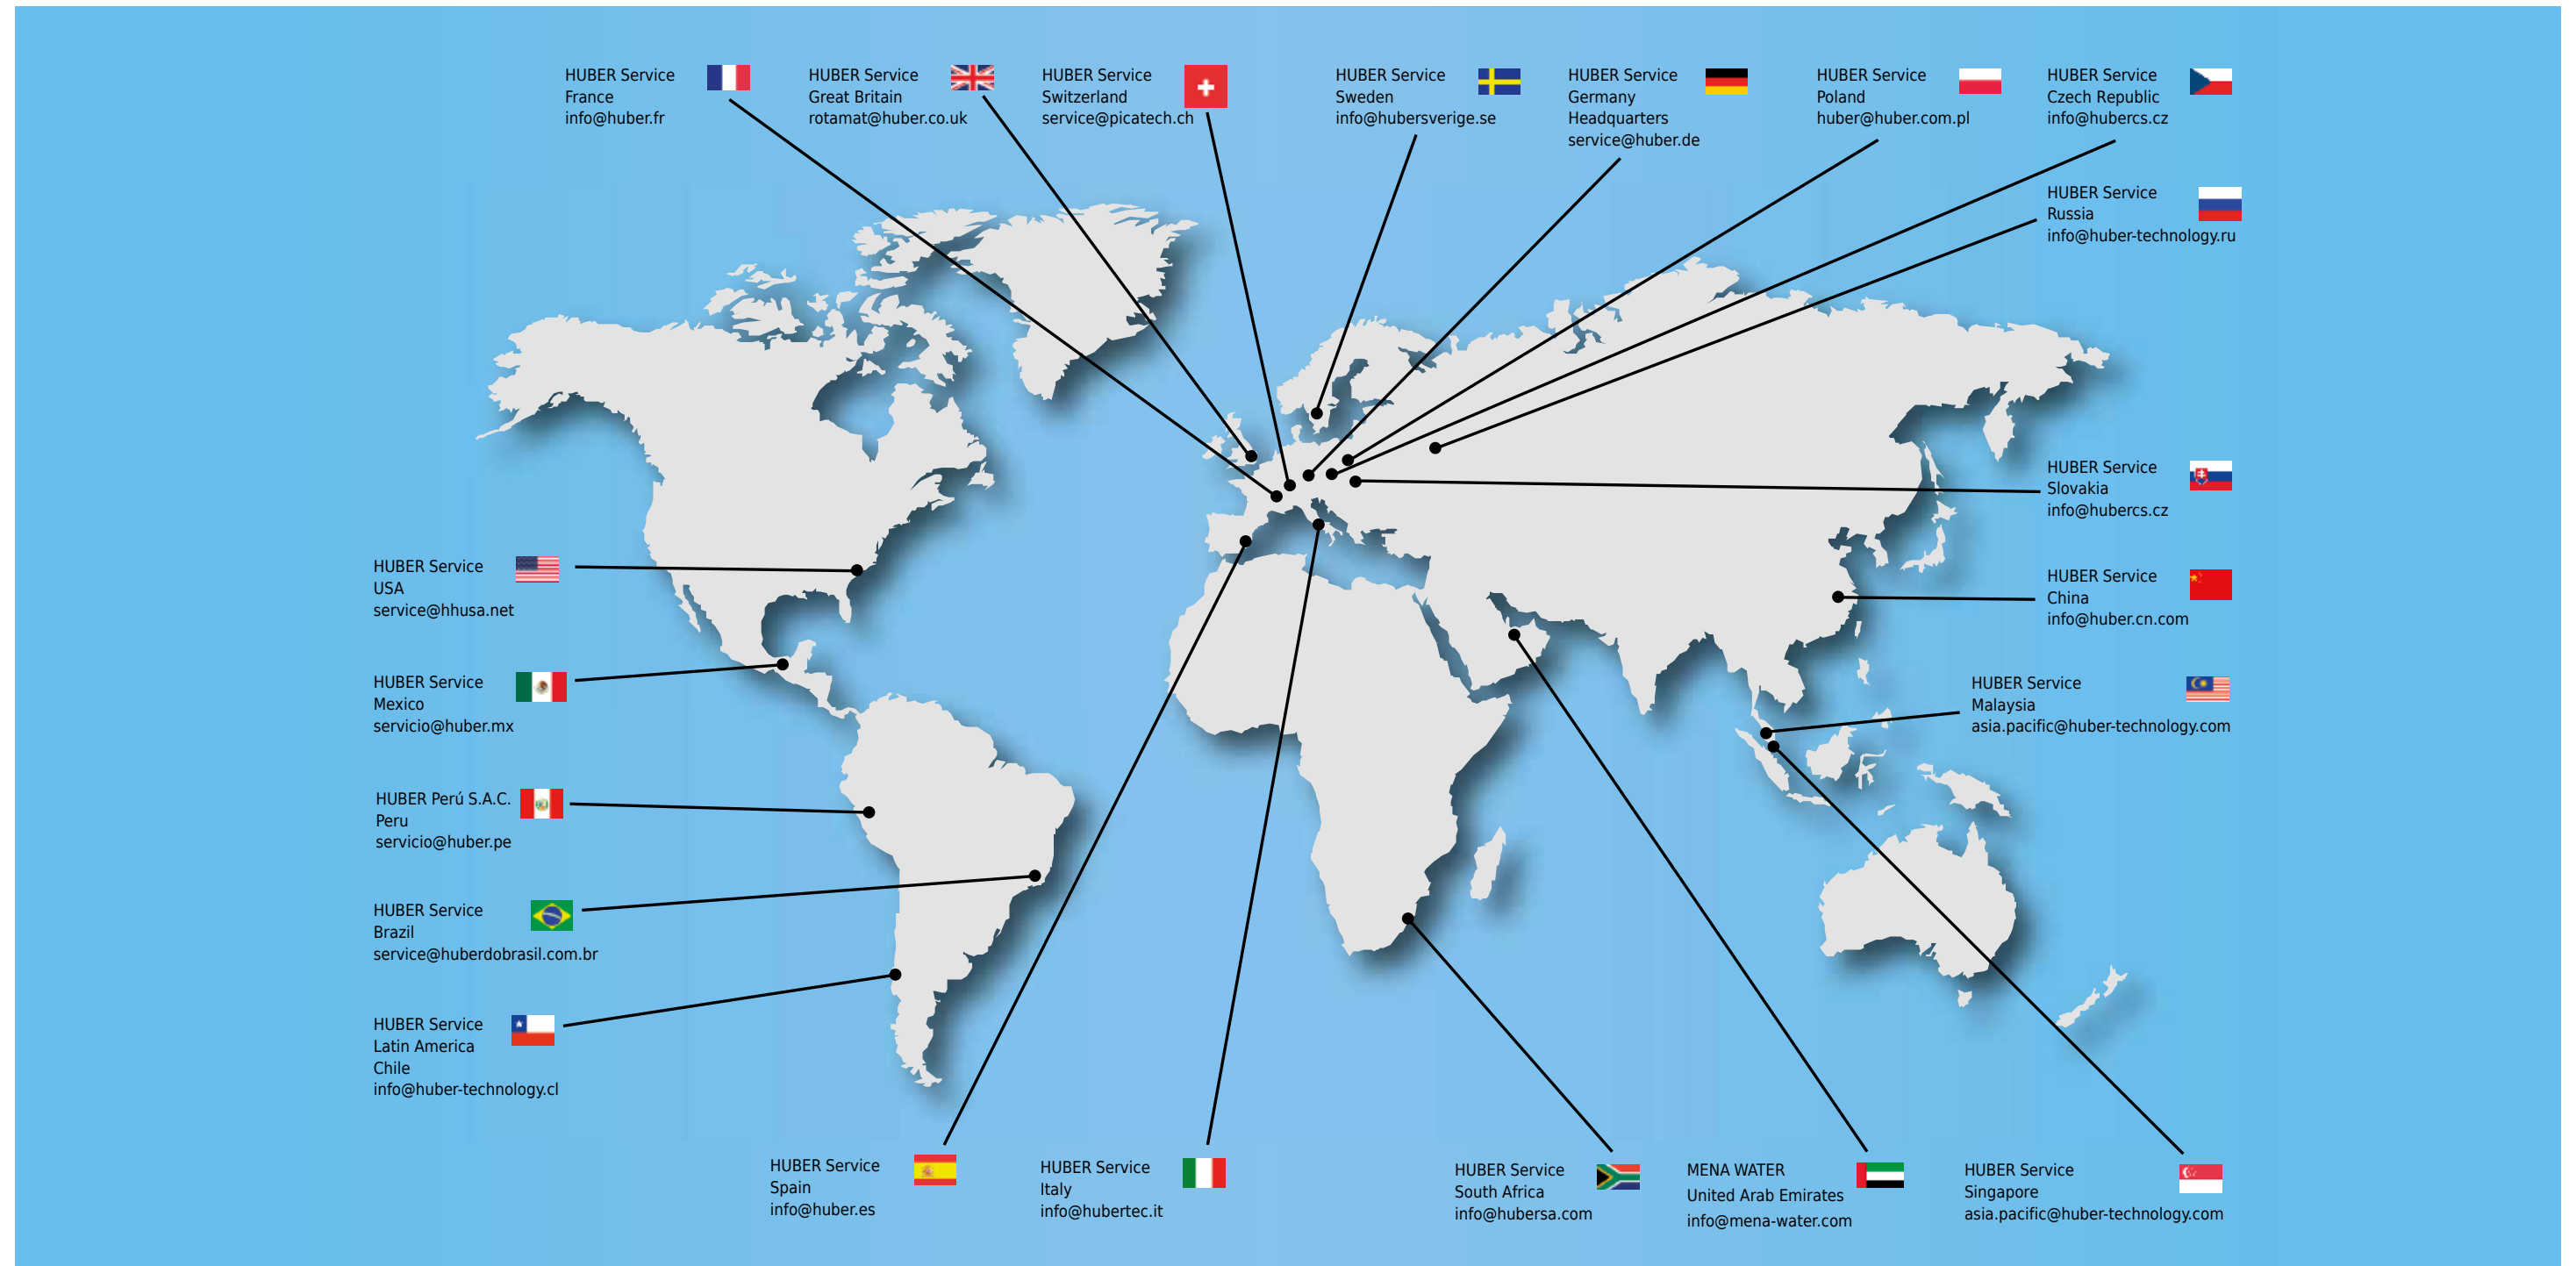 HUBER Service
France
info@huber.fr
HUBER Service
Great Britain
rotamat@huber.co.uk
HUBER Service
Switzerland
service@picatech.ch
HUBER Service
Sweden
info@hubersverige.se
HUBER Service
Germany
Headquarters
service@huber.de
HUBER Service
Poland
huber@huber.com.pl
HUBER Service
Czech Republic
info@hubercs.cz
HUBER Service
Russia
info@huber-technology.ru
HUBER Service
Slovakia
info@hubercs.cz
HUBER Service
USA
service@hhusa.net
HUBER Service
China
info@huber.cn.com
HUBER Service
Mexico
servicio@huber.mx
HUBER Service
Malaysia
asia.pacific@huber-technology.com
HUBER Perú S.A.C.
Peru
servicio@huber.pe
HUBER Service
Brazil
service@huberdobrasil.com.br
HUBER Service
Latin America
Chile
info@huber-technology.cl
HUBER Service
Spain
info@huber.es
HUBER Service
Italy
info@hubertec.it
HUBER Service
South Africa
info@hubersa.com
MENA WATER
United Arab Emirates
info@mena-water.com
HUBER Service
Singapore
asia.pacific@huber-technology.com